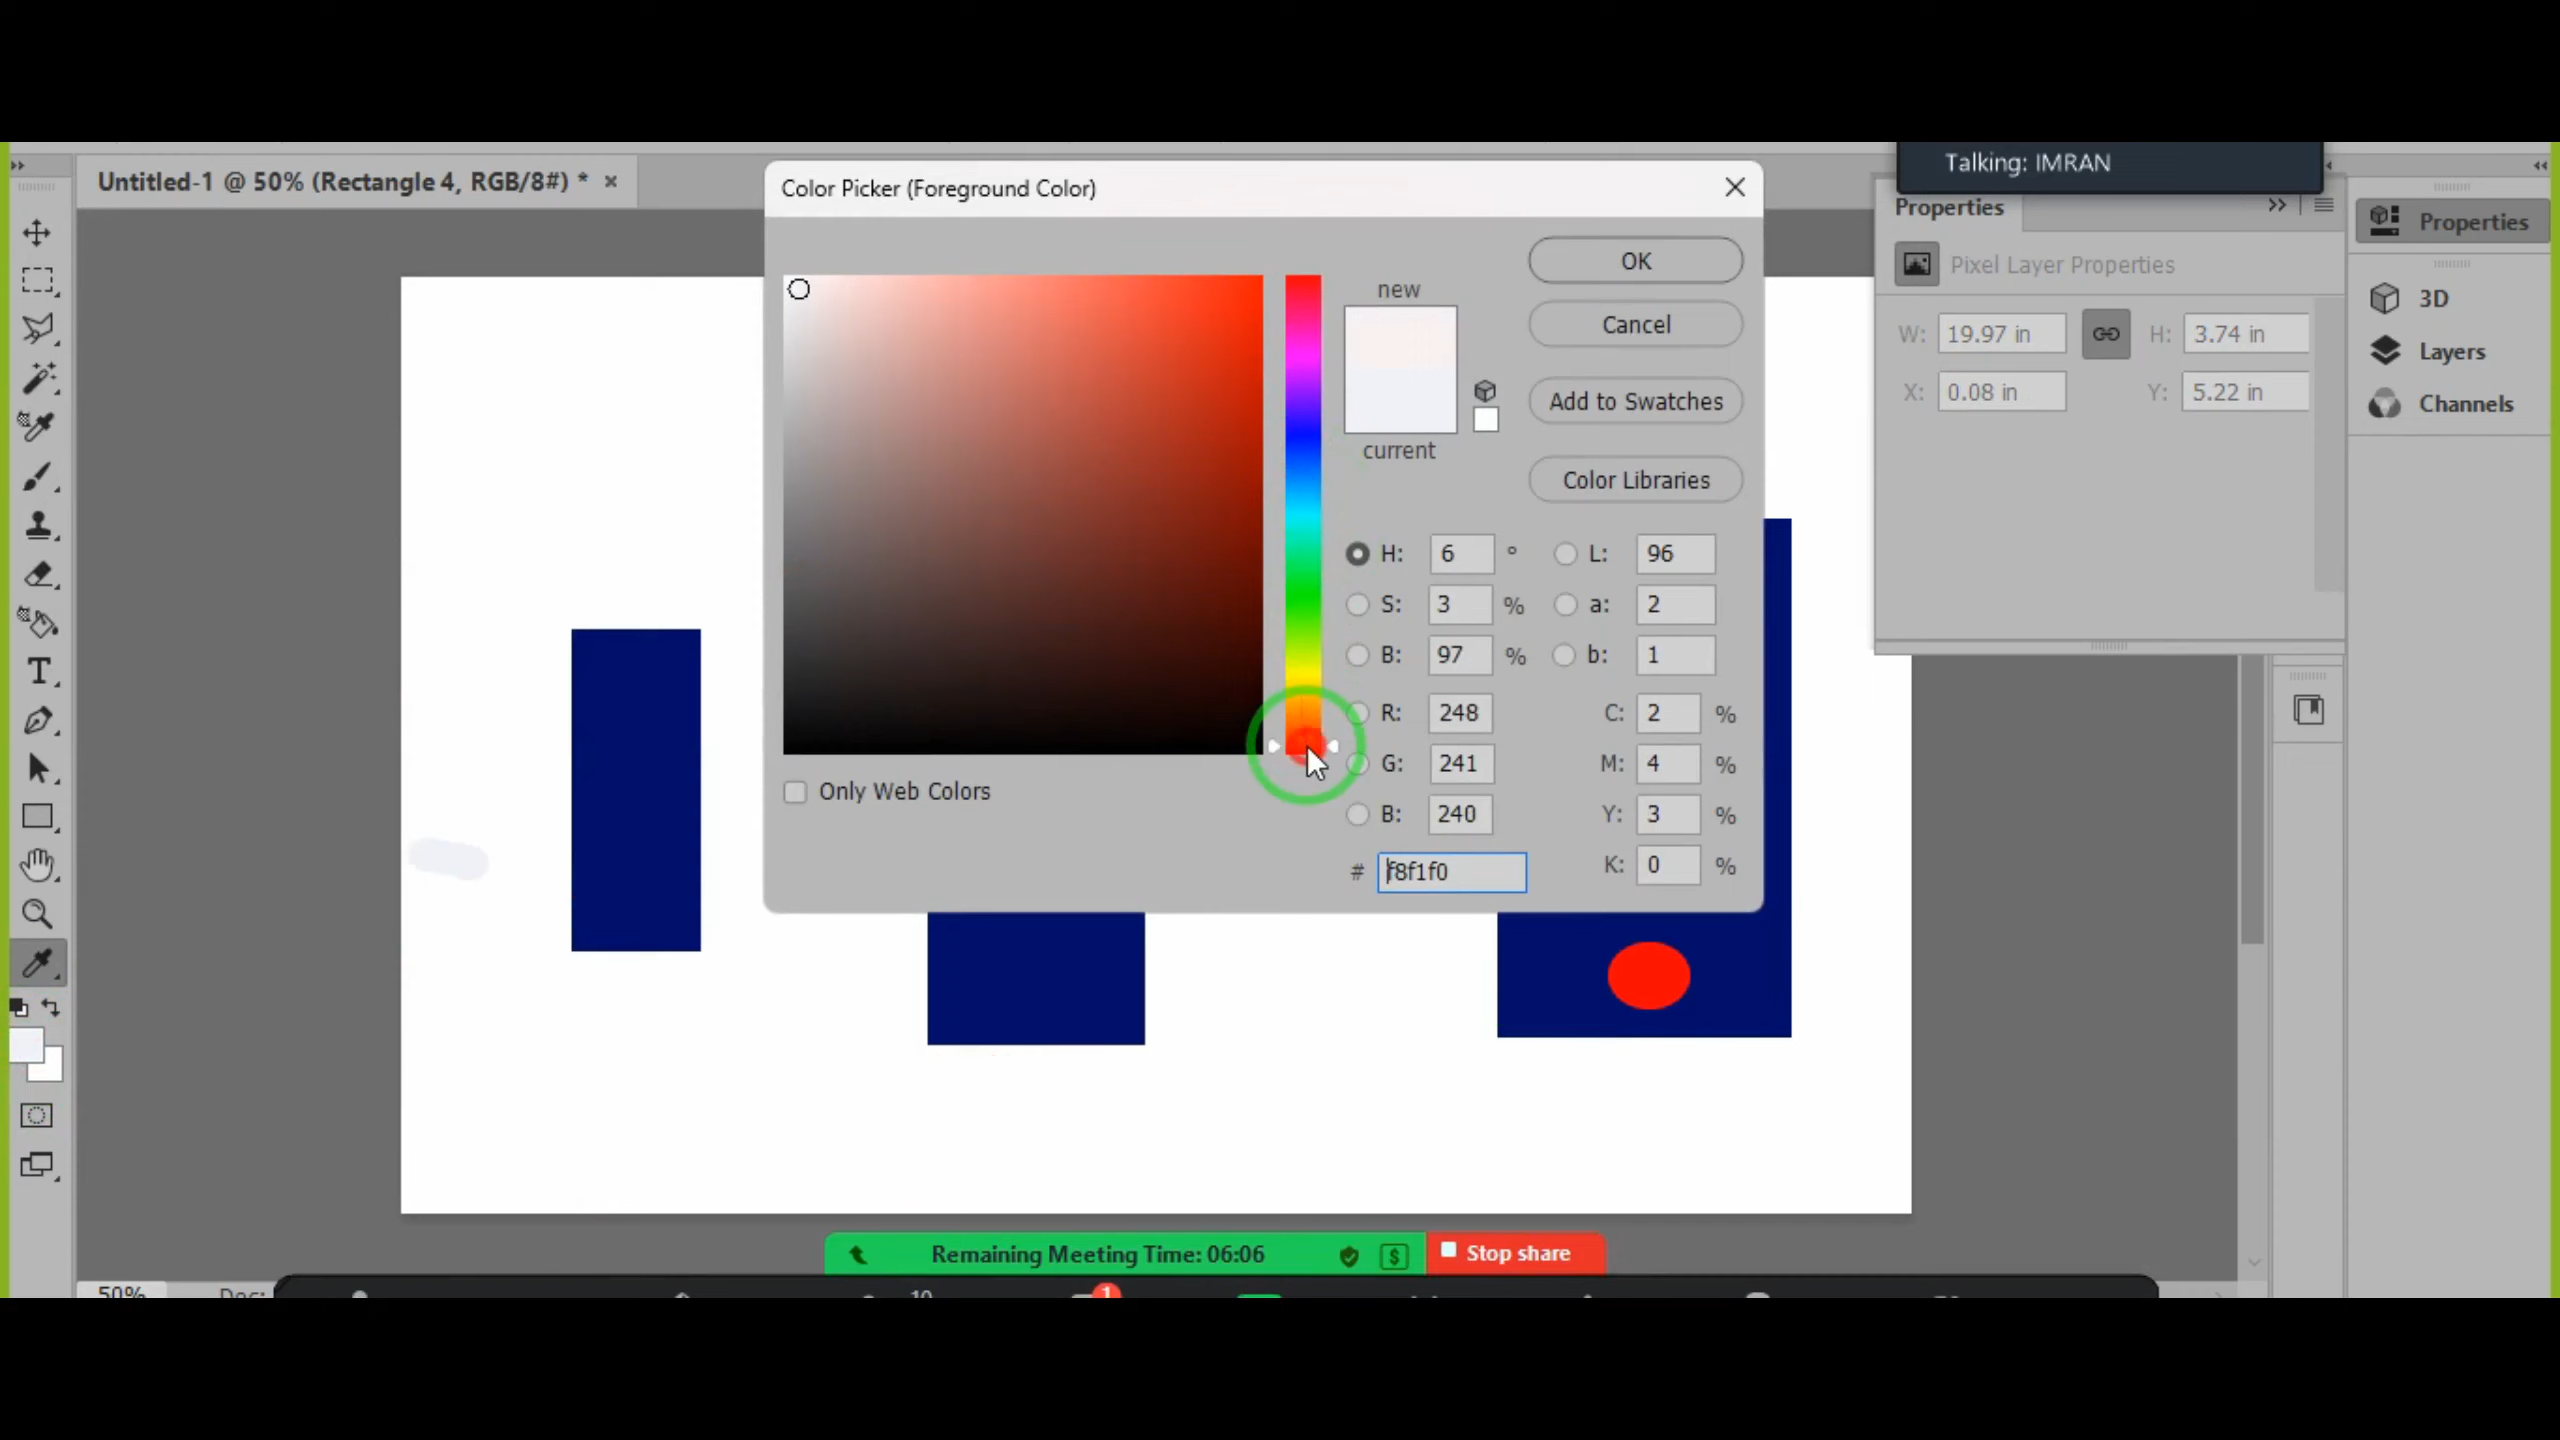 Talking: IMRAN
Untitled-1 @ 50% (Rectangle 4, RGB/8#) * ×
Color Picker (Foreground Color)
Properties
Properties
OK
Pixel Layer Properties
new
Cancel
3D
W: 19.97 in H: 3.74 in
Layers
X: 0.08 in Y: 5.22 in
Add to Swatches
Channels
current
Color Libraries
H: 6 ° L: 96
S: 3 % a: 2
B: 97 % b: 1
R: 248 C: 2 %
G: 241 M: 4 %
Only Web Colors
B: 240 Y: 3 %
# f8f1f0 K: 0 %
Remaining Meeting Time: 06:06 $ Stop share
50% Doc: 10 1